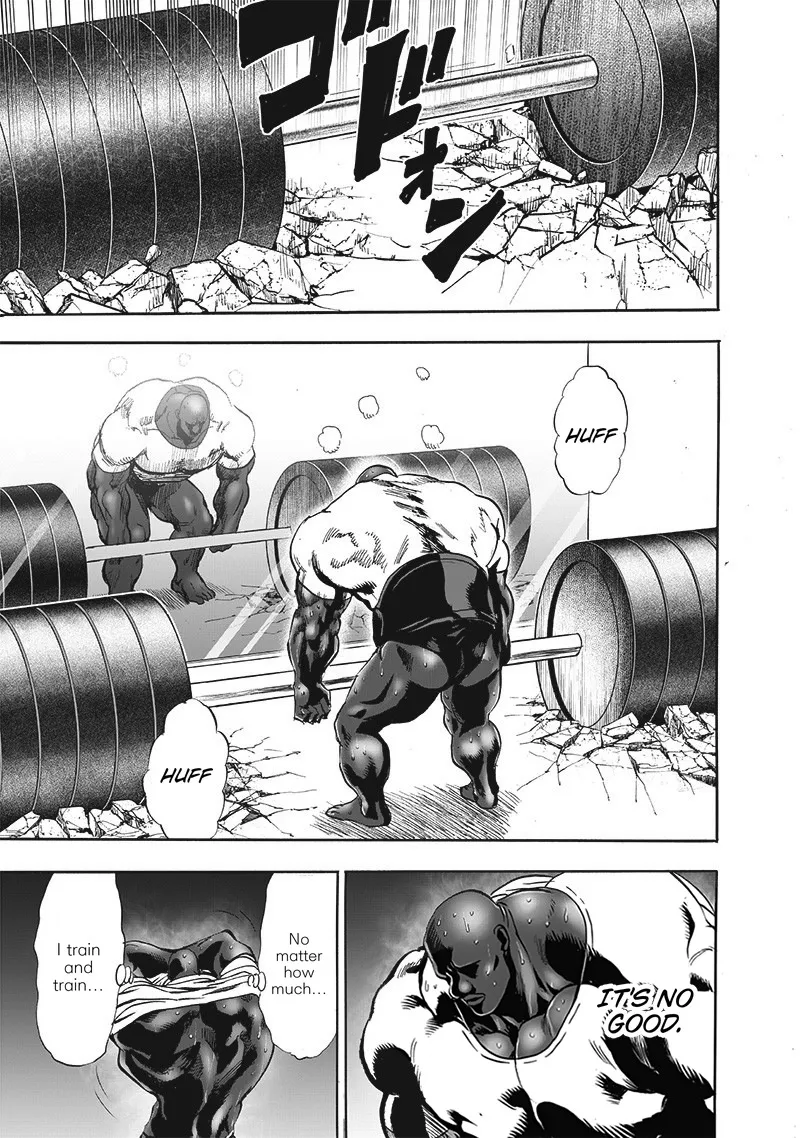 ゴドォン
HUFF
HUFF
IT'S NO
GOOD.
No
matter
how
much...
I train
and
train...